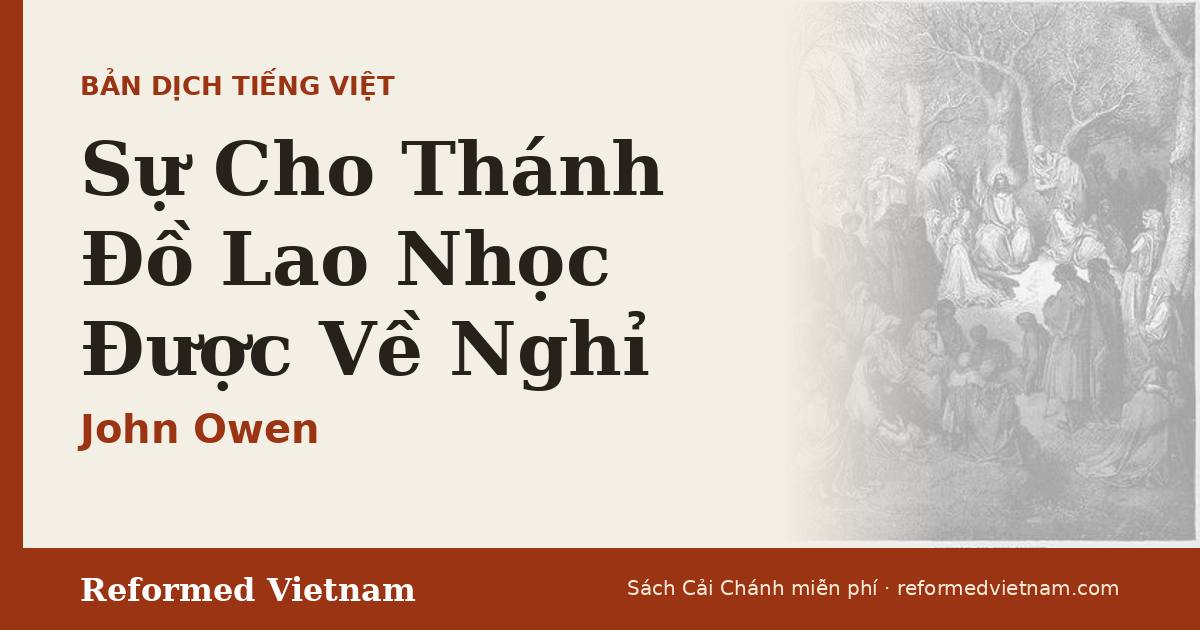 BẢN DỊCH TIẾNG VIỆT
Sự Cho Thánh
Đồ Lao Nhọc
Được Về Nghỉ
John Owen
Reformed Vietnam
Sách Cải Chánh miễn phí · reformedvietnam.com